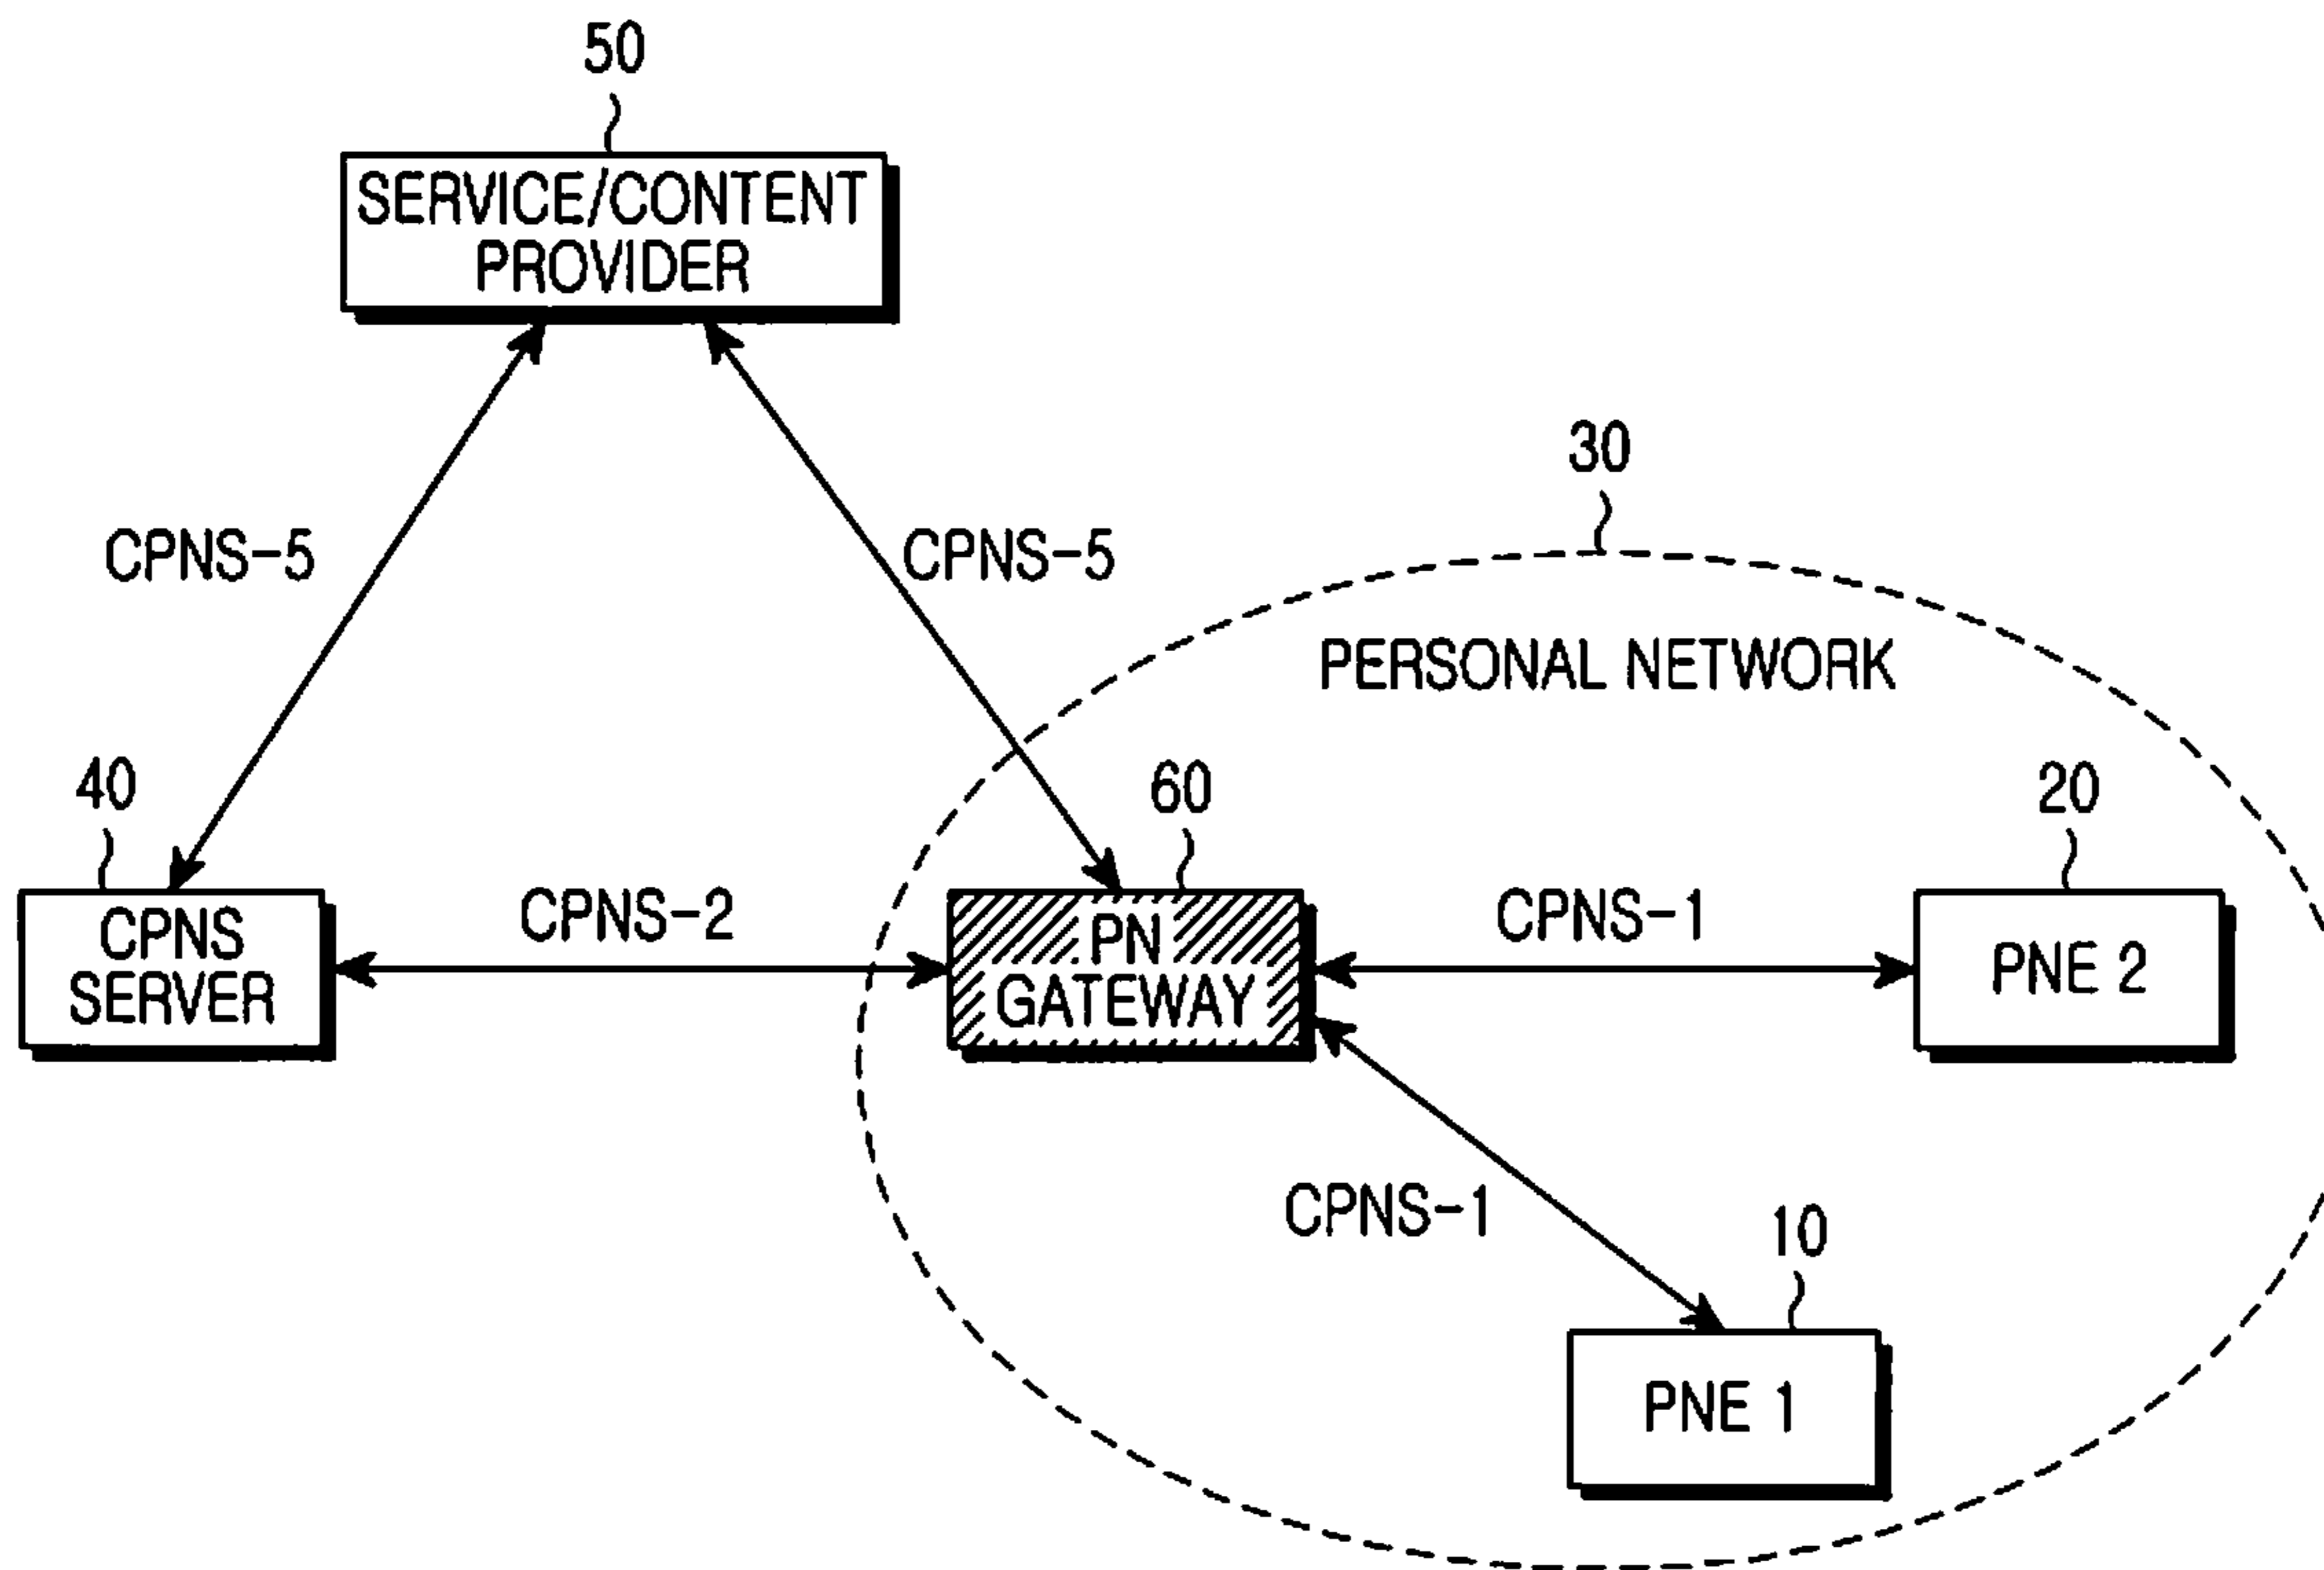 50
SERVICE/CONTENT
PROVIDER
30
CPNS-5
CPNS-5
PERSONAL NETWORK
40
60
20
CPNS
SERVER
CPNS-2
PN
GATEWAY
CPNS-1
PNE 2
CPNS-1
10
PNE 1